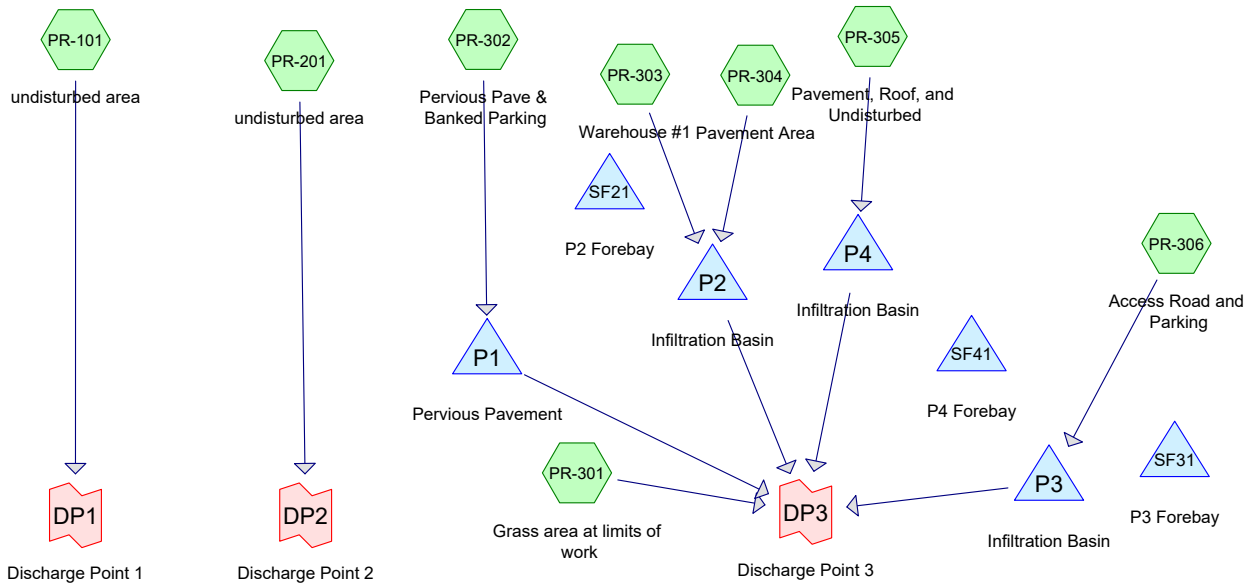 PR-101
undisturbed area
PR-201
undisturbed area
PR-302
Pervious Pave &
Banked Parking
PR-303
Warehouse #1
PR-304
Pavement Area
PR-305
Pavement, Roof, and
Undisturbed
SF21
P2 Forebay
P2
Infiltration Basin
P4
Infiltration Basin
PR-306
Access Road and
Parking
P1
Pervious Pavement
SF41
P4 Forebay
PR-301
Grass area at limits of
work
P3
Infiltration Basin
SF31
P3 Forebay
DP1
Discharge Point 1
DP2
Discharge Point 2
DP3
Discharge Point 3